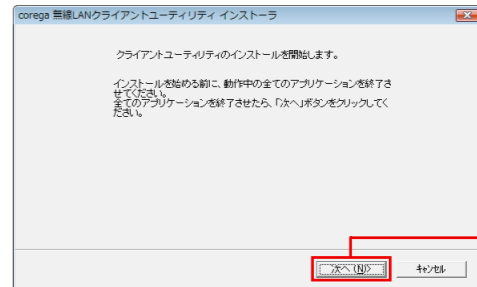 corega 無線LANクライアントユーティリティ インストーラ
クライアントユーティリティのインストールを開始します。
インストールを始める前に、動作中の全てのアプリケーションを終了さ
せてください。
全てのアプリケーションを終了させたら、「次へ」ボタンをクリックしてく
ださい。
次へ(N)>
キャンセル